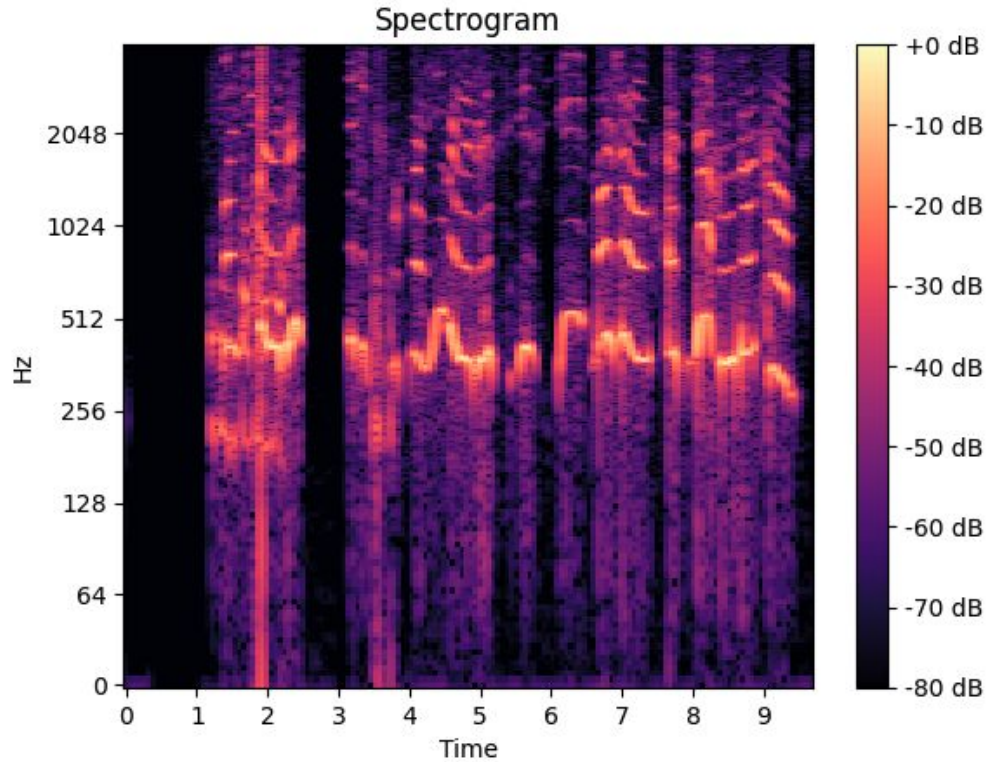 Spectrogram
Hz
2048
1024
512
256
128
64
0
0 1 2 3 4 5 6 7 8 9
Time
+0 dB
-10 dB
-20 dB
-30 dB
-40 dB
-50 dB
-60 dB
-70 dB
-80 dB